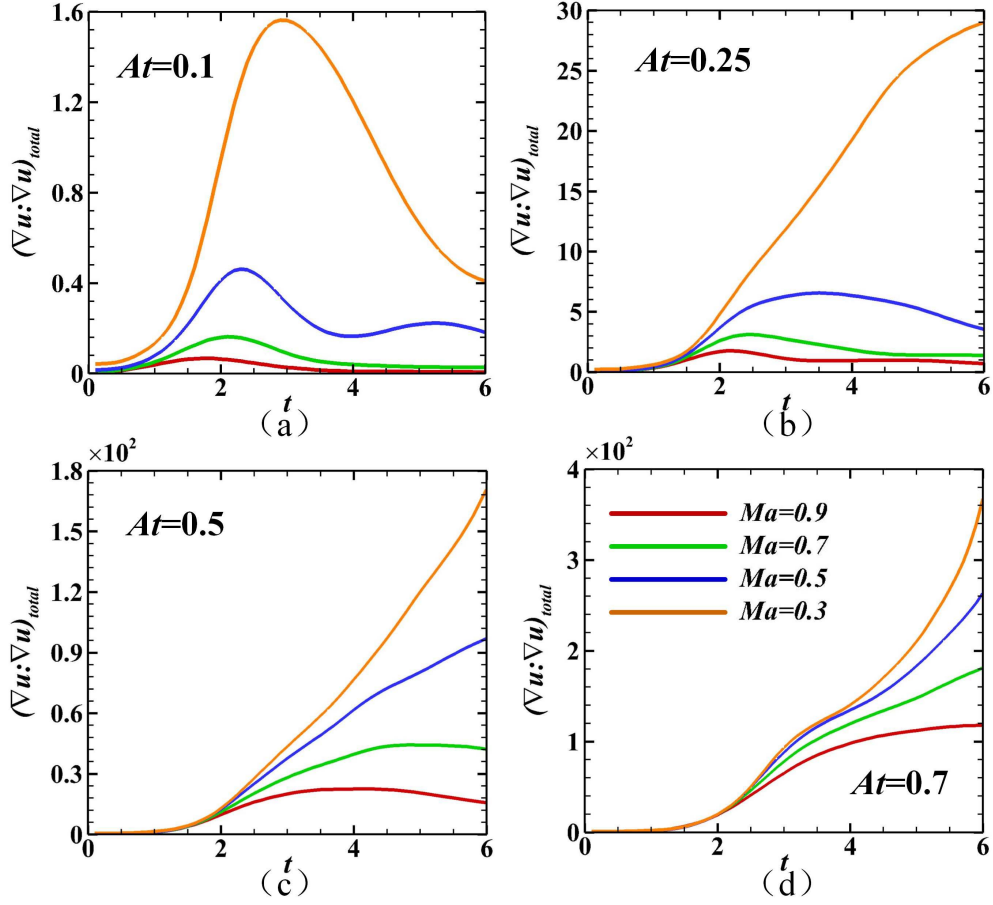 1.6
1.2
0.8
0.4
0
(∇u:∇u)total
At=0.1
0 2 4 6
t
(a)
30
25
20
15
10
5
0
(∇u:∇u)total
At=0.25
0 2 4 6
t
(b)
×10²
1.8
1.5
1.2
0.9
0.6
0.3
0
(∇u:∇u)total
At=0.5
0 2 4 6
t
(c)
×10²
4
3
2
1
0
(∇u:∇u)total
Ma=0.9
Ma=0.7
Ma=0.5
Ma=0.3
At=0.7
0 2 4 6
t
(d)